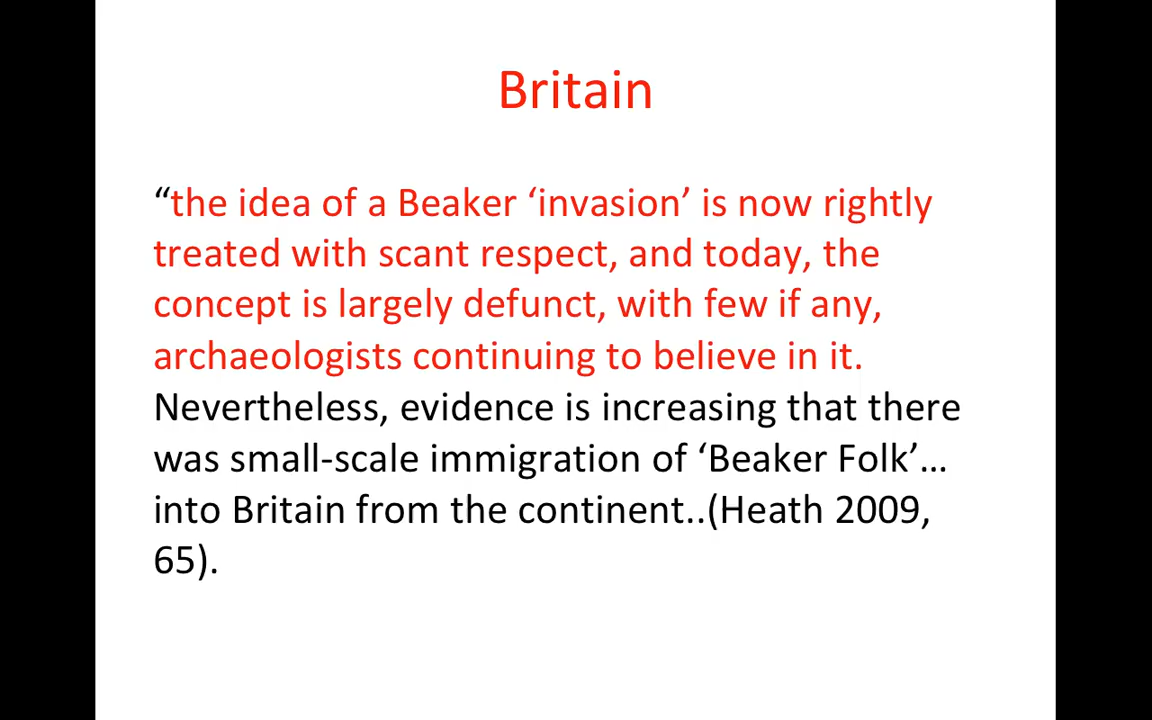 Britain
“the idea of a Beaker ‘invasion’ is now rightly
treated with scant respect, and today, the
concept is largely defunct, with few if any,
archaeologists continuing to believe in it.
Nevertheless, evidence is increasing that there
was small-scale immigration of ‘Beaker Folk’…
into Britain from the continent..(Heath 2009,
65).